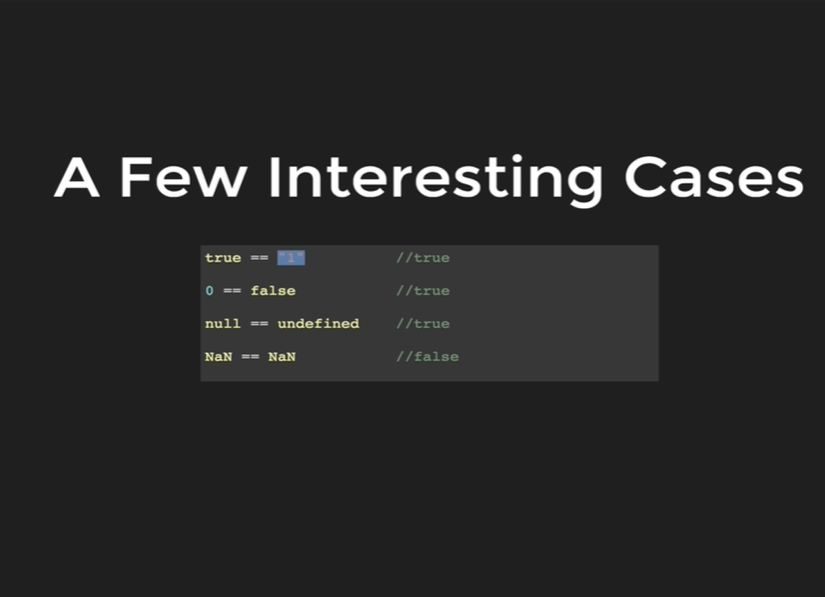 A Few Interesting Cases
true == "1" //true
0 == false //true
null == undefined //true
NaN == NaN //false